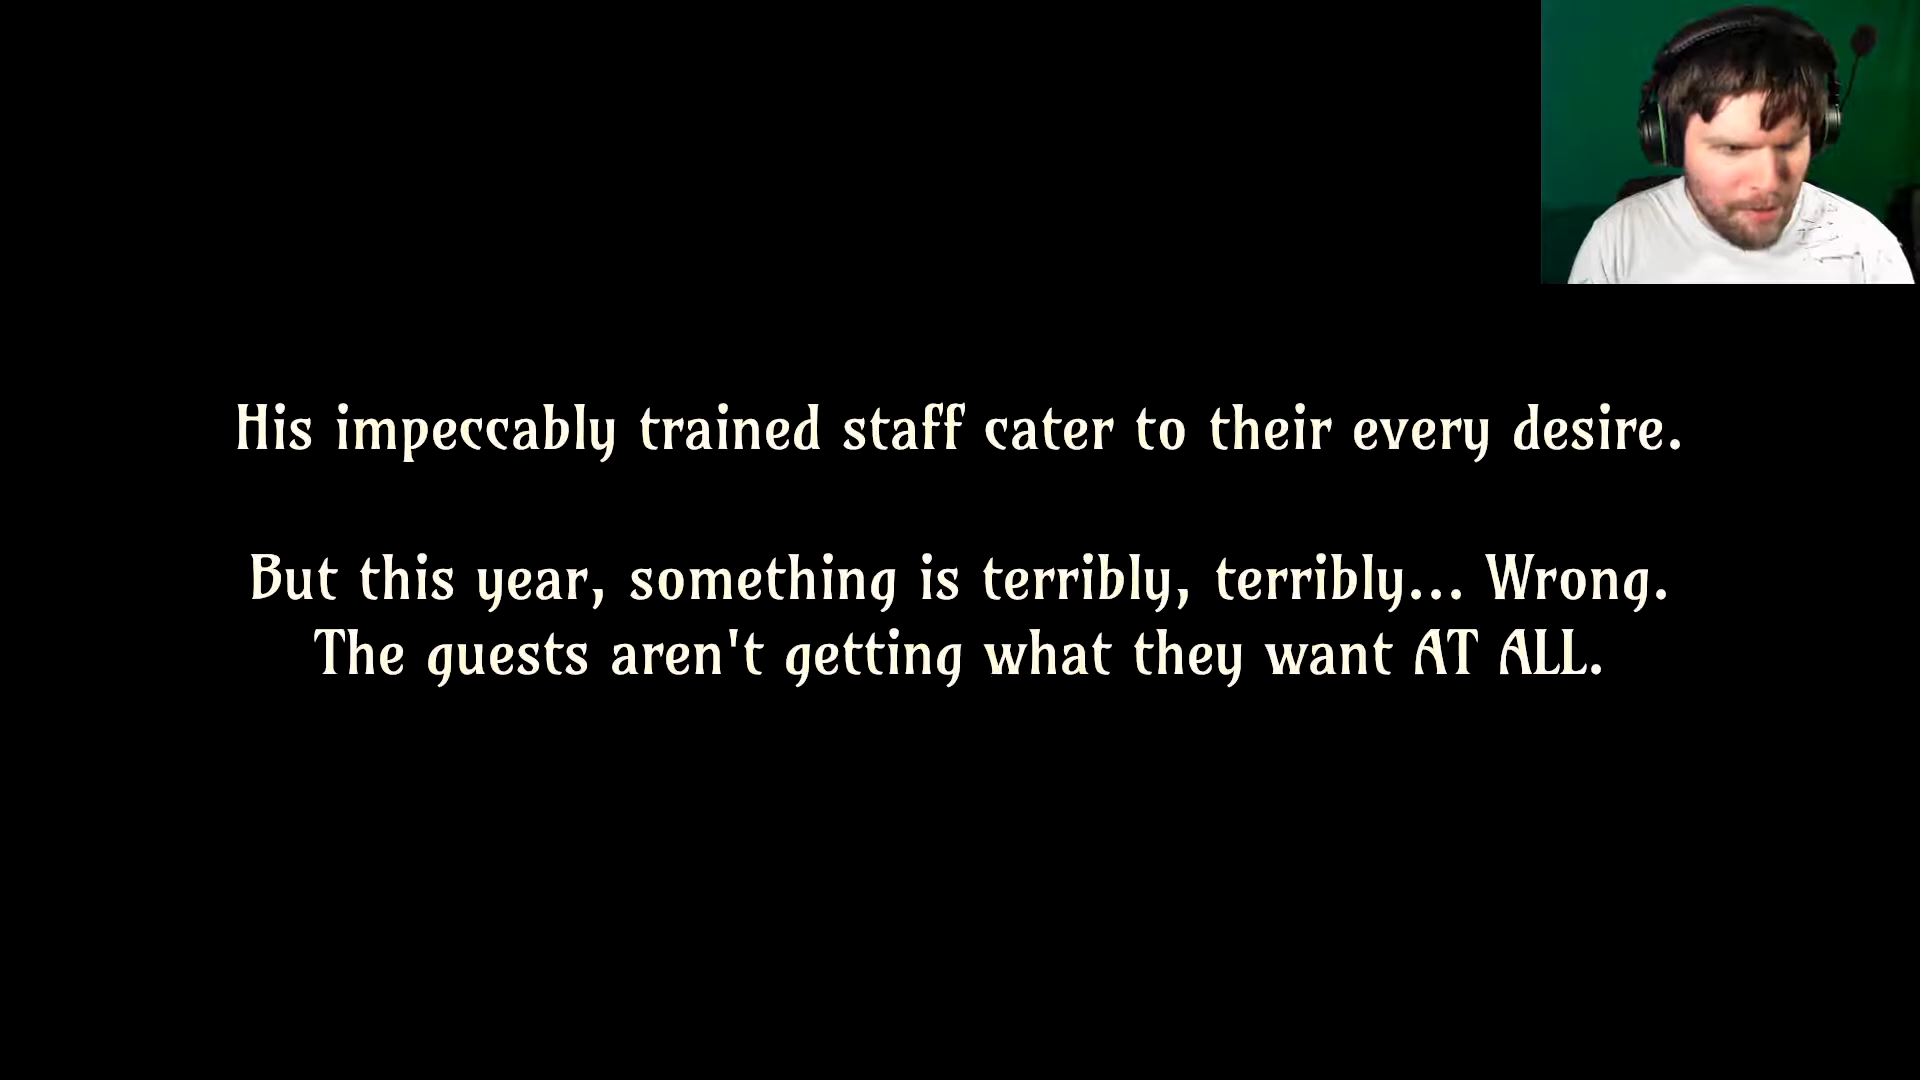 His impeccably trained staff cater to their every desire.
But this year, something is terribly, terribly... Wrong.
The guests aren't getting what they want AT ALL.